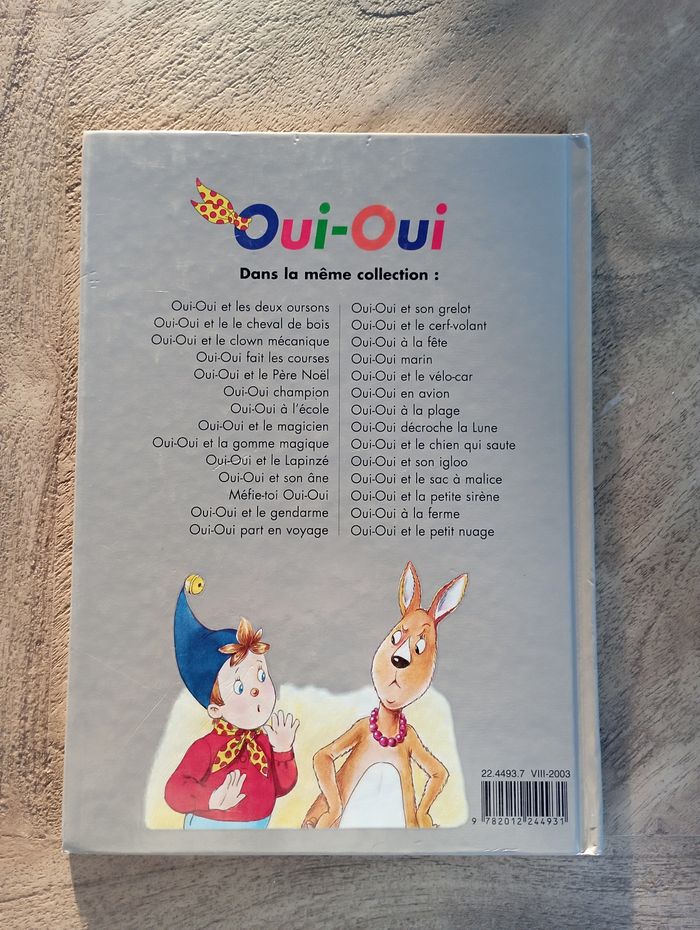 Oui-Oui
Dans la même collection :
Oui-Oui et les deux oursons
Oui-Oui et le le cheval de bois
Oui-Oui et le clown mécanique
Oui-Oui fait les courses
Oui-Oui et le Père Noël
Oui-Oui champion
Oui-Oui à l'école
Oui-Oui et le magicien
Oui-Oui et la gomme magique
Oui-Oui et le Lapinzé
Oui-Oui et son âne
Méfie-toi Oui-Oui
Oui-Oui et le gendarme
Oui-Oui part en voyage
Oui-Oui et son grelot
Oui-Oui et le cerf-volant
Oui-Oui à la fête
Oui-Oui marin
Oui-Oui et le vélo-car
Oui-Oui en avion
Oui-Oui à la plage
Oui-Oui décroche la Lune
Oui-Oui et le chien qui saute
Oui-Oui et son igloo
Oui-Oui et le sac à malice
Oui-Oui et la petite sirène
Oui-Oui à la ferme
Oui-Oui et le petit nuage
22.4493.7 VIII-2003
9 782012 244931